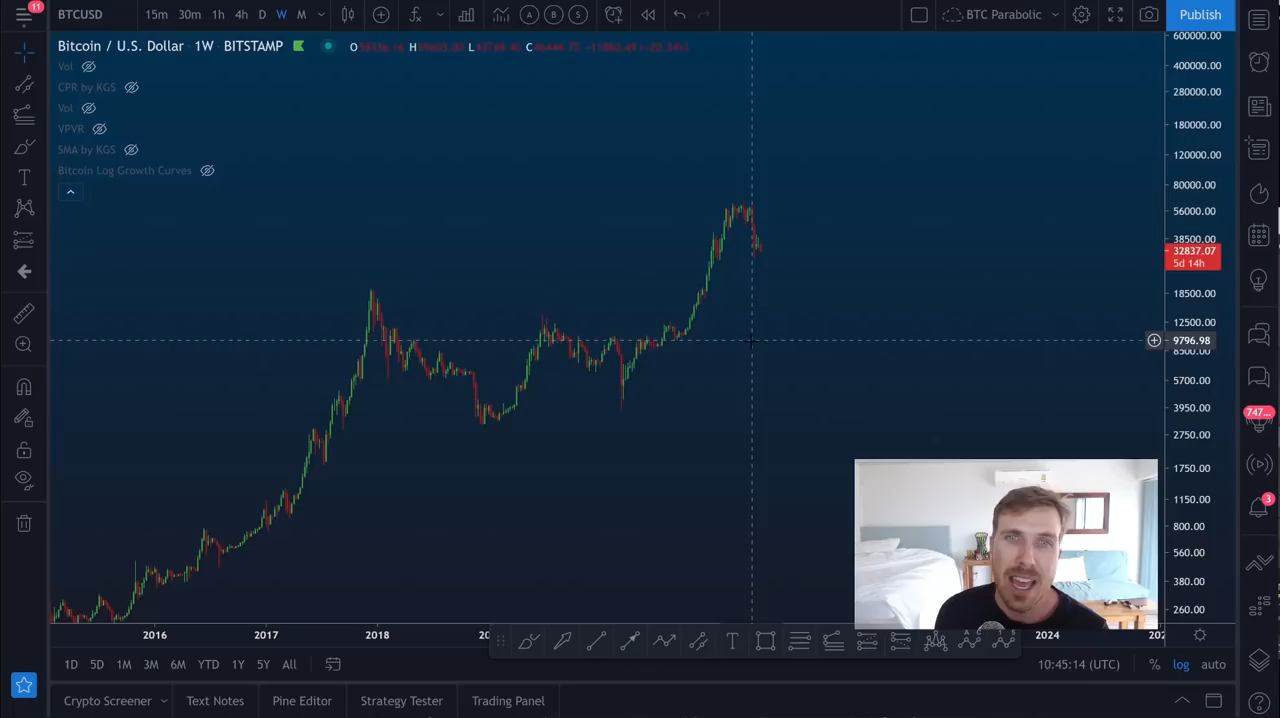 11
BTCUSD
15m 30m 1h 4h D W M
A B S
BTC Parabolic
Publish
Bitcoin / U.S. Dollar · 1W · BITSTAMP
O H L C
Vol
CPR by KGS
Vol
VPVR
SMA by KGS
Bitcoin Log Growth Curves
600000.00
400000.00
280000.00
180000.00
120000.00
80000.00
56000.00
38500.00
32837.07
5d 14h
18500.00
12500.00
9796.98
8500.00
5700.00
3950.00
2750.00
1750.00
1150.00
800.00
560.00
380.00
260.00
747...
3
2016 2017 2018 2024
1D 5D 1M 3M 6M YTD 1Y 5Y All
10:45:14 (UTC) % log auto
Crypto Screener Text Notes Pine Editor Strategy Tester Trading Panel